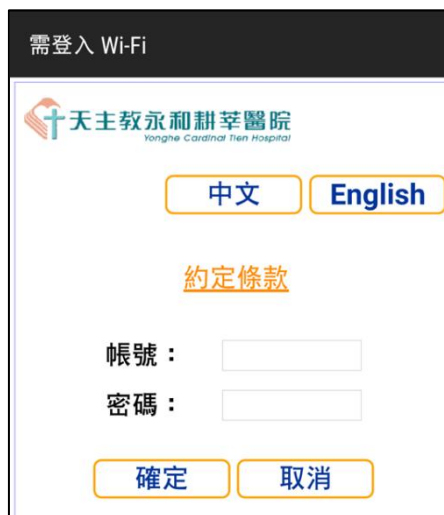 需登入 Wi-Fi
天主教永和耕莘醫院
Yonghe Cardinal Tien Hospital
中文 English
約定條款
帳號：
密碼：
確定 取消